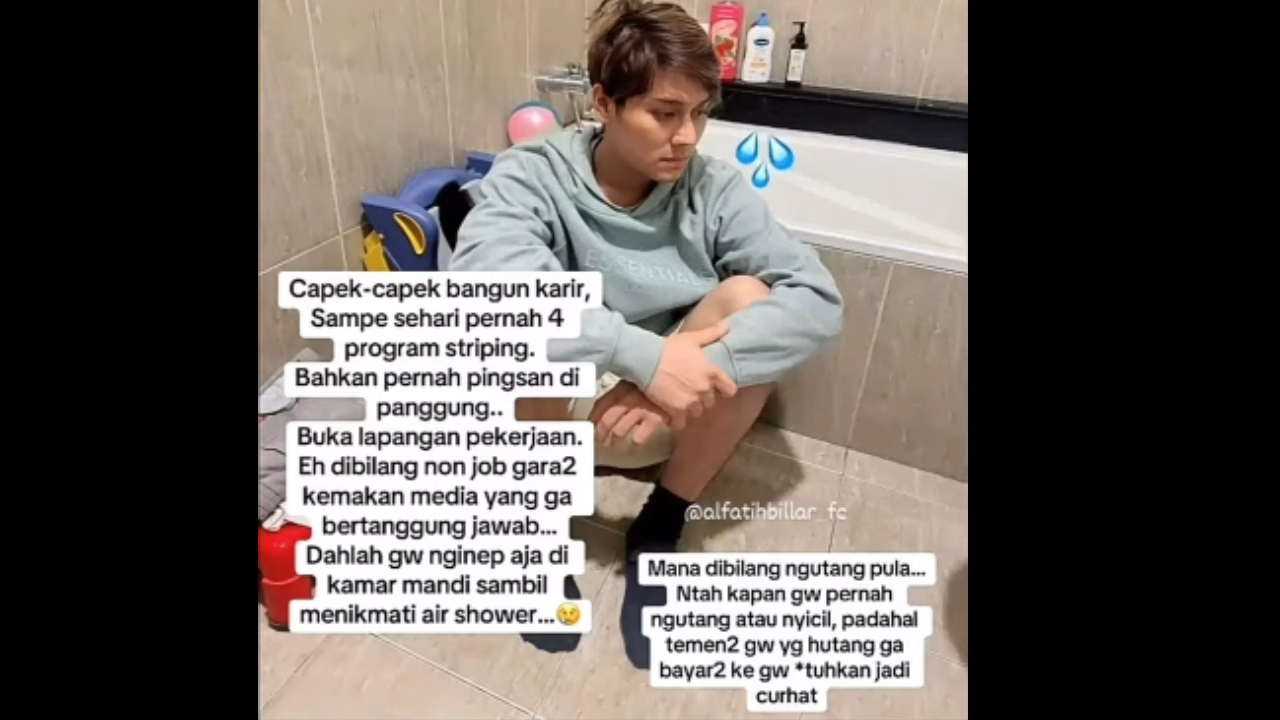 ESSENTIALS
Capek-capek bangun karir,
Sampe sehari pernah 4
program striping.
Bahkan pernah pingsan di
panggung..
Buka lapangan pekerjaan.
Eh dibilang non job gara2
kemakan media yang ga
bertanggung jawab...
Dahlah gw nginep aja di
kamar mandi sambil
menikmati air shower...😢
@alfatihbillar_fc
Mana dibilang ngutang pula...
Ntah kapan gw pernah
ngutang atau nyicil, padahal
temen2 gw yg hutang ga
bayar2 ke gw *tuhkan jadi
curhat